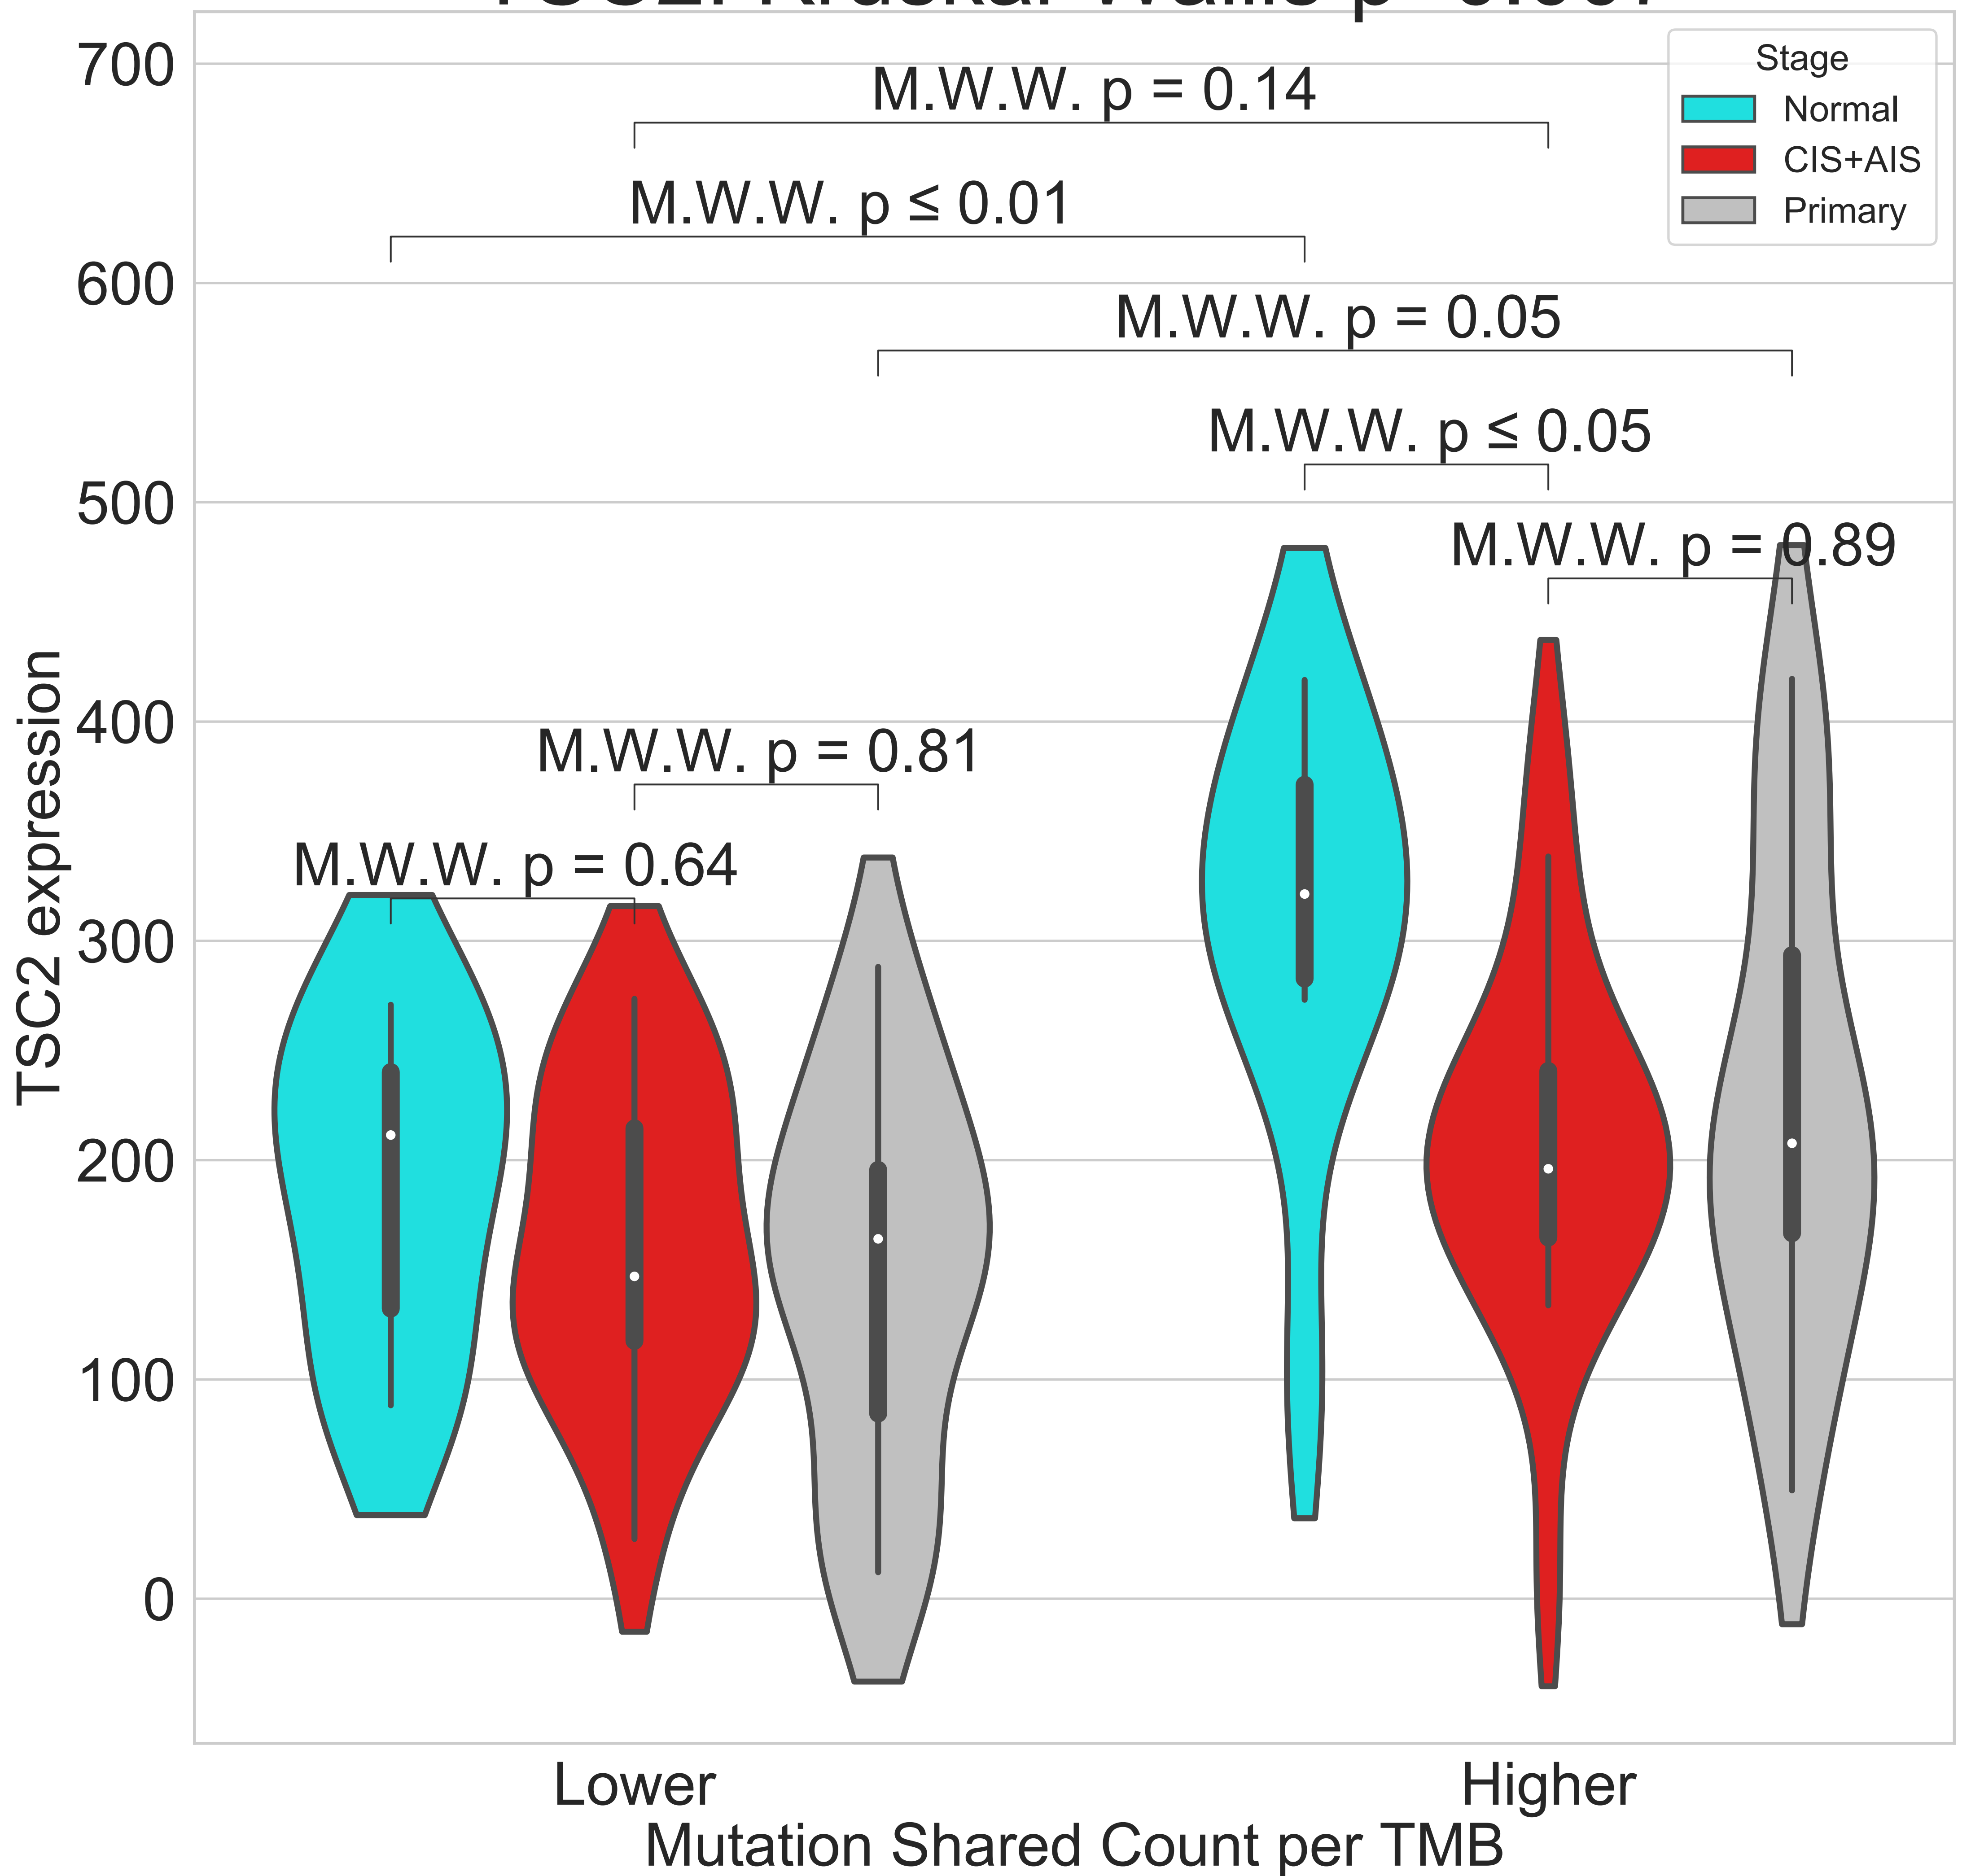 700
600
500
400
300
200
100
0
TSC2 expression
M.W.W. p = 0.14
M.W.W. p ≤ 0.01
M.W.W. p = 0.05
M.W.W. p ≤ 0.05
M.W.W. p = 0.89
M.W.W. p = 0.81
M.W.W. p = 0.64
Stage
Normal
CIS+AIS
Primary
Lower
Higher
Mutation Shared Count per TMB